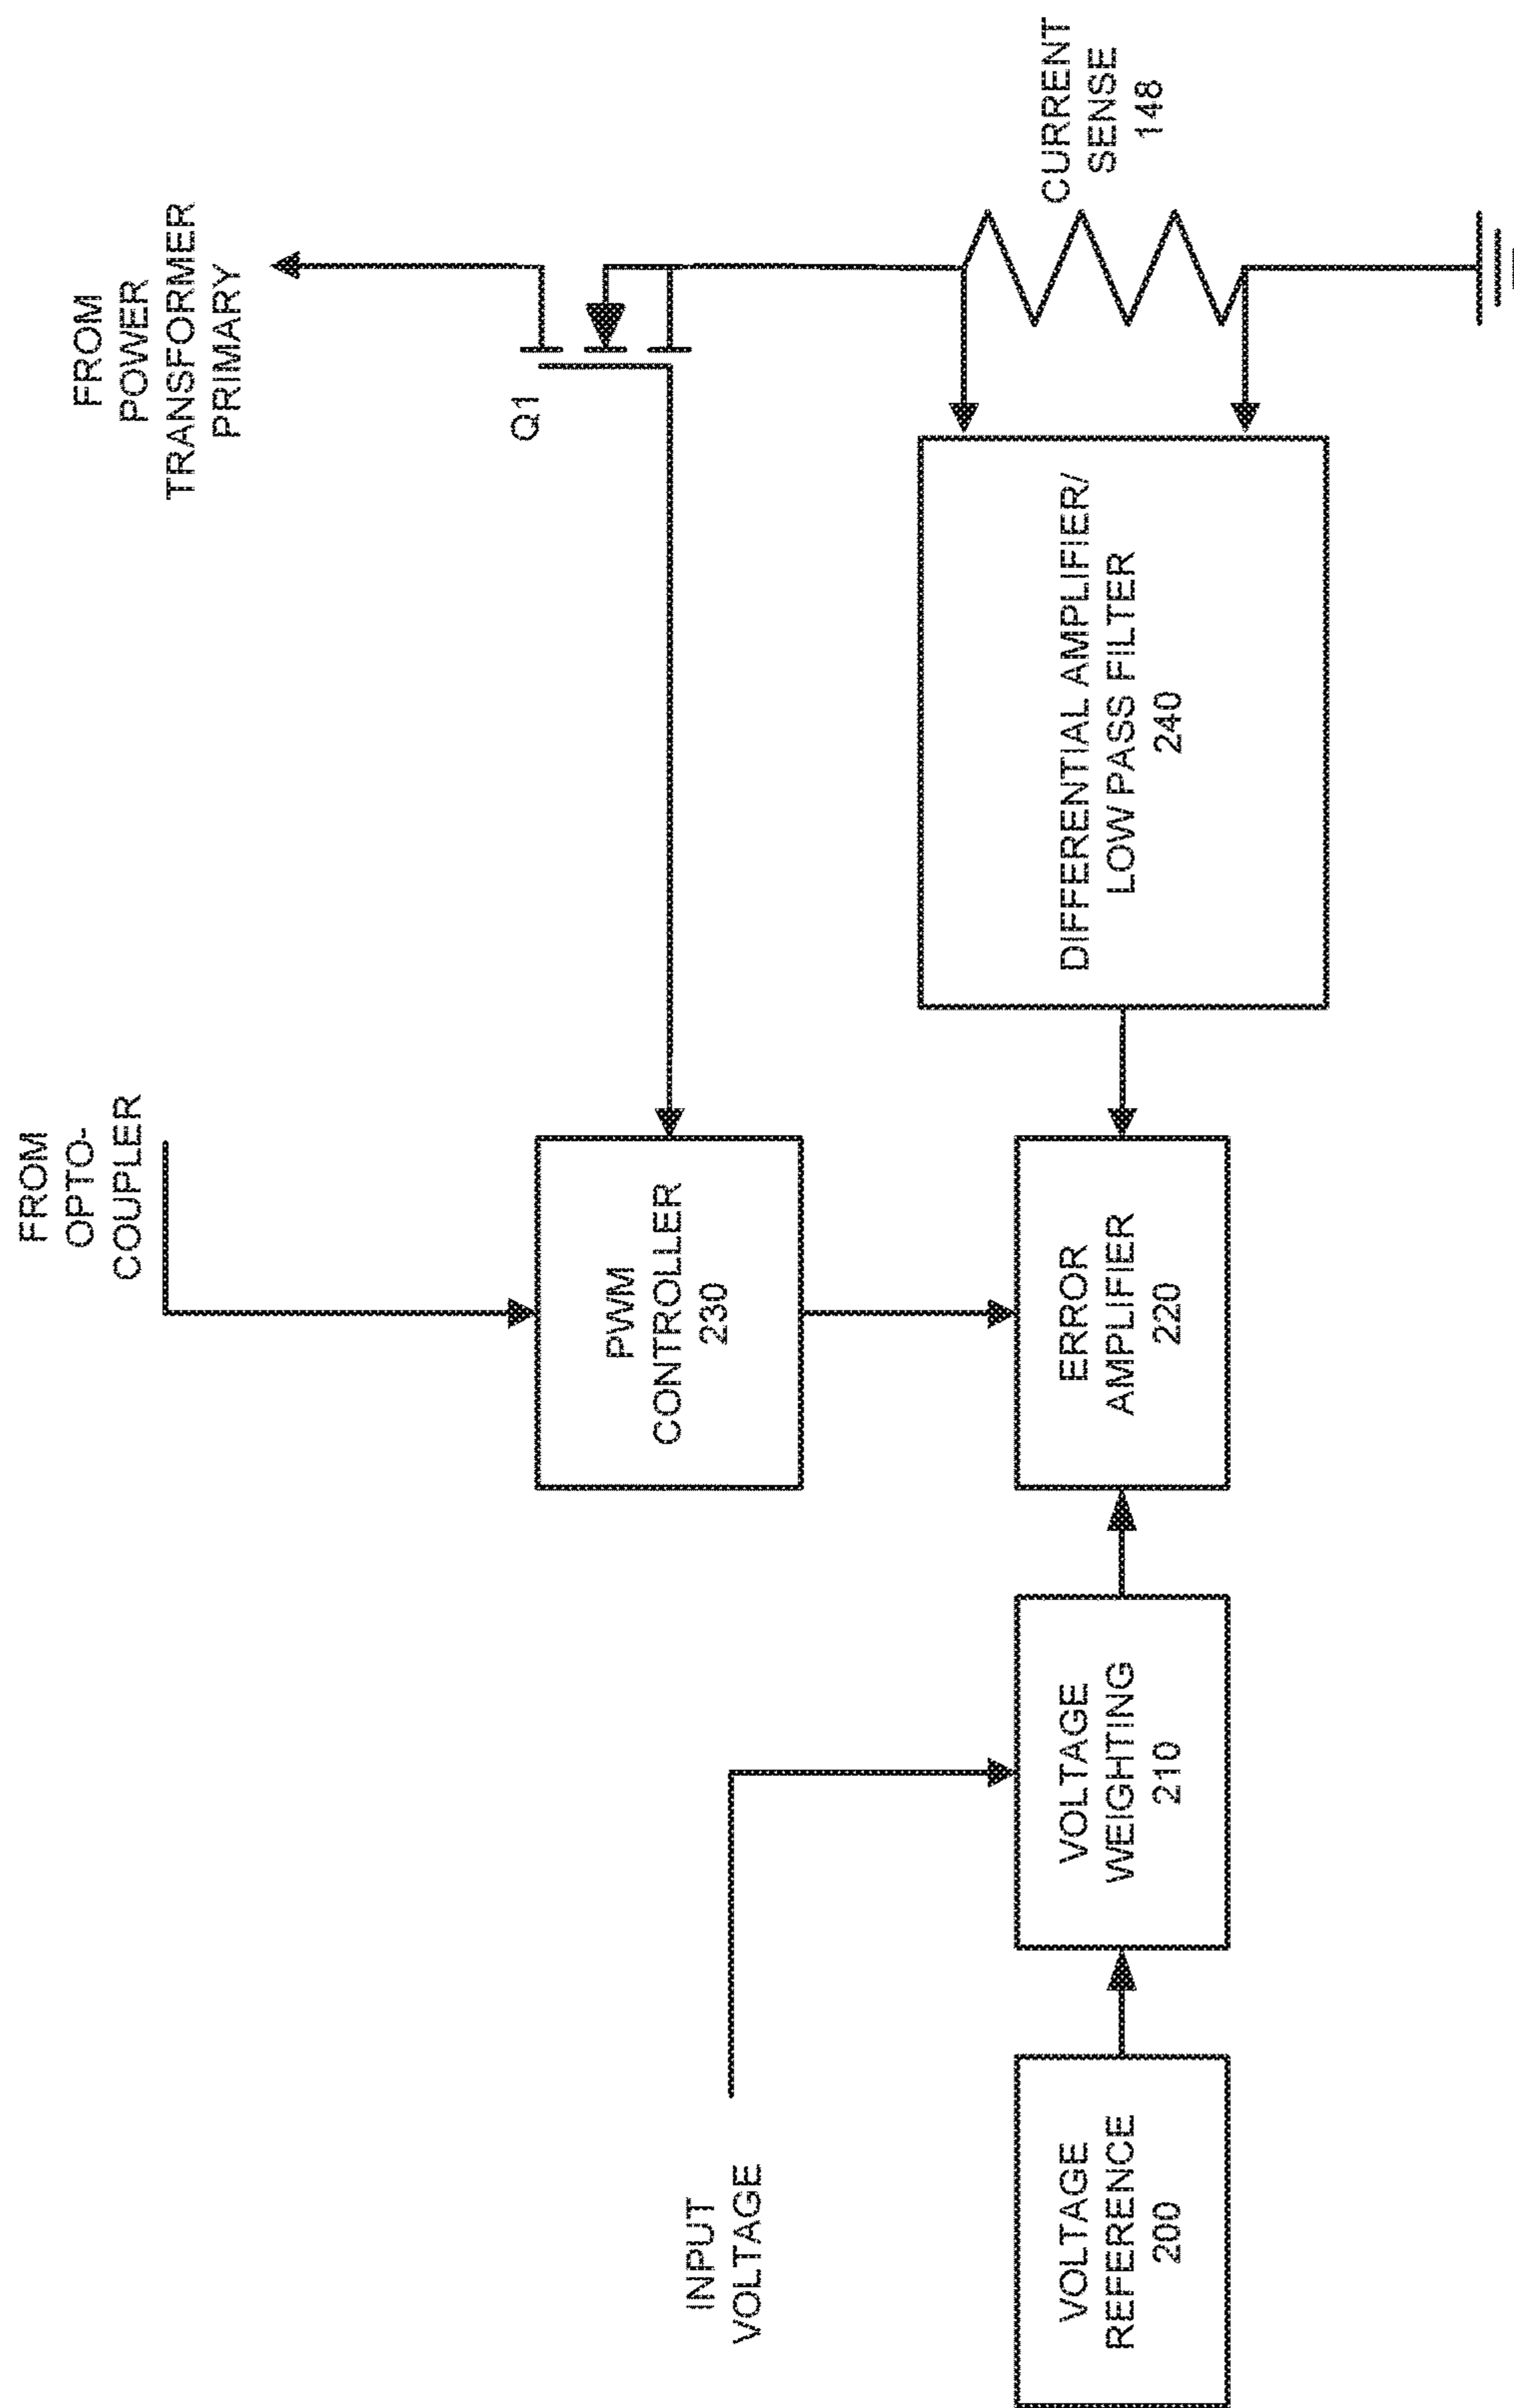 FROM
OPTO-
COUPLER
FROM
POWER
TRANSFORMER
PRIMARY
Q1
INPUT
VOLTAGE
PWM
CONTROLLER
230
VOLTAGE
REFERENCE
200
VOLTAGE
WEIGHTING
210
ERROR
AMPLIFIER
220
DIFFERENTIAL AMPLIFIER/
LOW PASS FILTER
240
CURRENT
SENSE
148